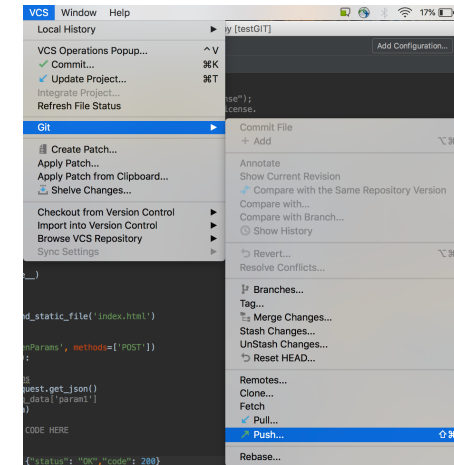 VCS Window Help 17%
Local History
by [testGIT]
Add Configuration...
VCS Operations Popup... ^V
Commit... ⌘K
Update Project... ⌘T
Integrate Project...
Refresh File Status
nse");
icense.
Git
Create Patch...
Apply Patch...
Apply Patch from Clipboard...
Shelve Changes...
Checkout from Version Control
Import into Version Control
Browse VCS Repository
Sync Settings
Commit File
+ Add ⌥⌘
Annotate
Show Current Revision
Compare with the Same Repository Version
Compare with...
Compare with Branch...
Show History
Revert... ⌥⌘
Resolve Conflicts...
Branches...
Tag...
Merge Changes...
Stash Changes...
UnStash Changes...
Reset HEAD...
Remotes...
Clone...
Fetch
Pull...
Push... ⇧⌘
Rebase...
e__)
nd_static_file('index.html')
enParams', methods=['POST'])
):
quest.get_json()
g_data['param1']
)
CODE HERE
{"status": "OK","code": 200}